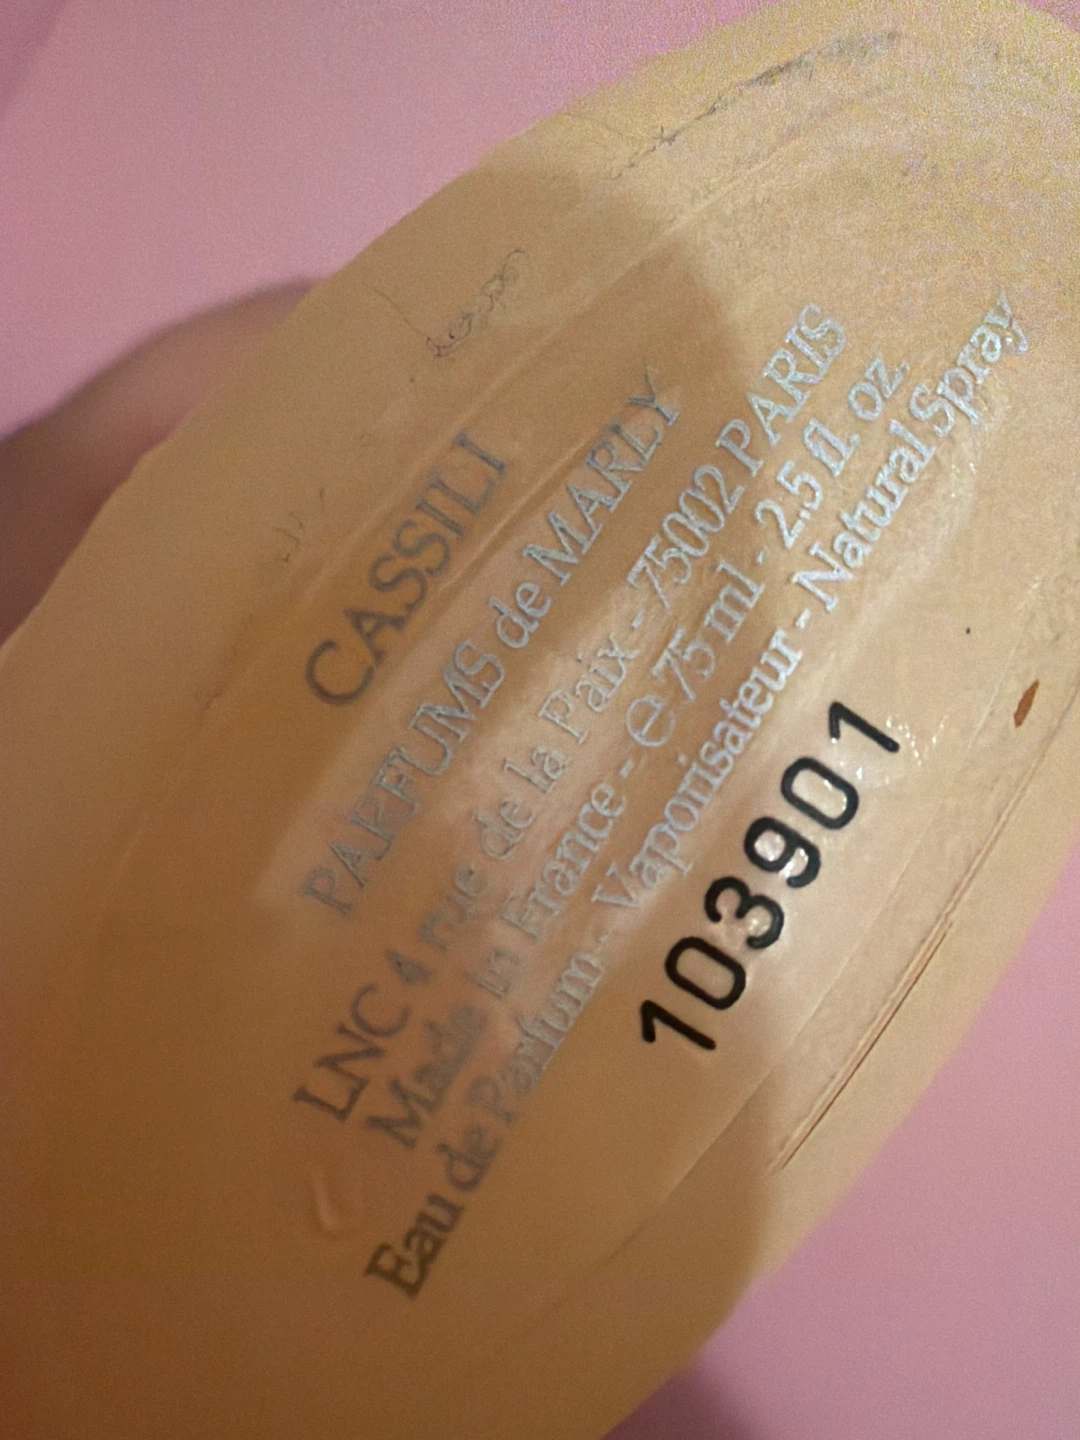 CASSILI
PARFUMS de MARLY
LNC 4 rue de la Paix - 75002 PARIS
Made in France - e 75 ml - 2.5 fl. oz.
Eau de Parfum - Vaporisateur - Natural Spray
103901